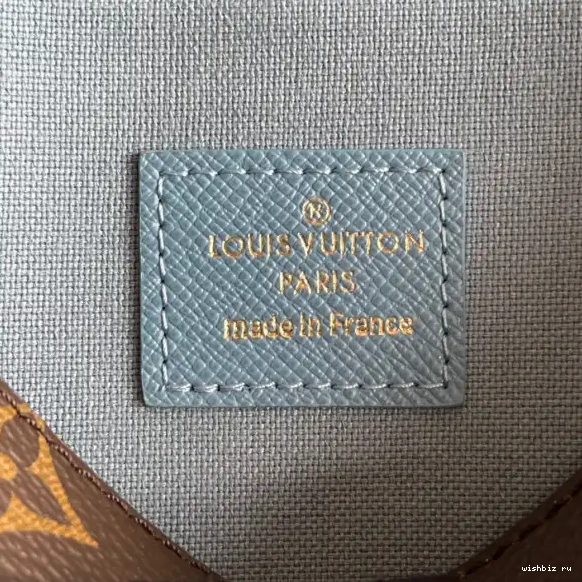 ®
LOUIS VUITTON
PARIS
made in France
wishbiz ru